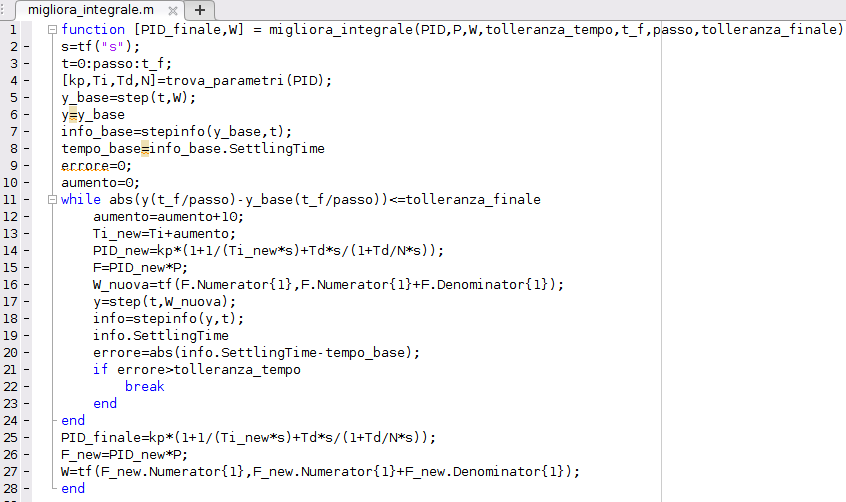 migliora_integrale.m
1 function [PID_finale,W] = migliora_integrale(PID,P,W,tolleranza_tempo,t_f,passo,tolleranza_finale)
2 - s=tf("s");
3 - t=0:passo:t_f;
4 - [kp,Ti,Td,N]=trova_parametri(PID);
5 - y_base=step(t,W);
6 - y=y_base
7 - info_base=stepinfo(y_base,t);
8 - tempo_base=info_base.SettlingTime
9 - errore=0;
10 - aumento=0;
11 - while abs(y(t_f/passo)-y_base(t_f/passo))<=tolleranza_finale
12 - aumento=aumento+10;
13 - Ti_new=Ti+aumento;
14 - PID_new=kp*(1+1/(Ti_new*s)+Td*s/(1+Td/N*s));
15 - F=PID_new*P;
16 - W_nuova=tf(F.Numerator{1},F.Numerator{1}+F.Denominator{1});
17 - y=step(t,W_nuova);
18 - info=stepinfo(y,t);
19 - info.SettlingTime
20 - errore=abs(info.SettlingTime-tempo_base);
21 - if errore>tolleranza_tempo
22 - break
23 - end
24 - end
25 - PID_finale=kp*(1+1/(Ti_new*s)+Td*s/(1+Td/N*s));
26 - F_new=PID_new*P;
27 - W=tf(F_new.Numerator{1},F_new.Numerator{1}+F_new.Denominator{1});
28 - end